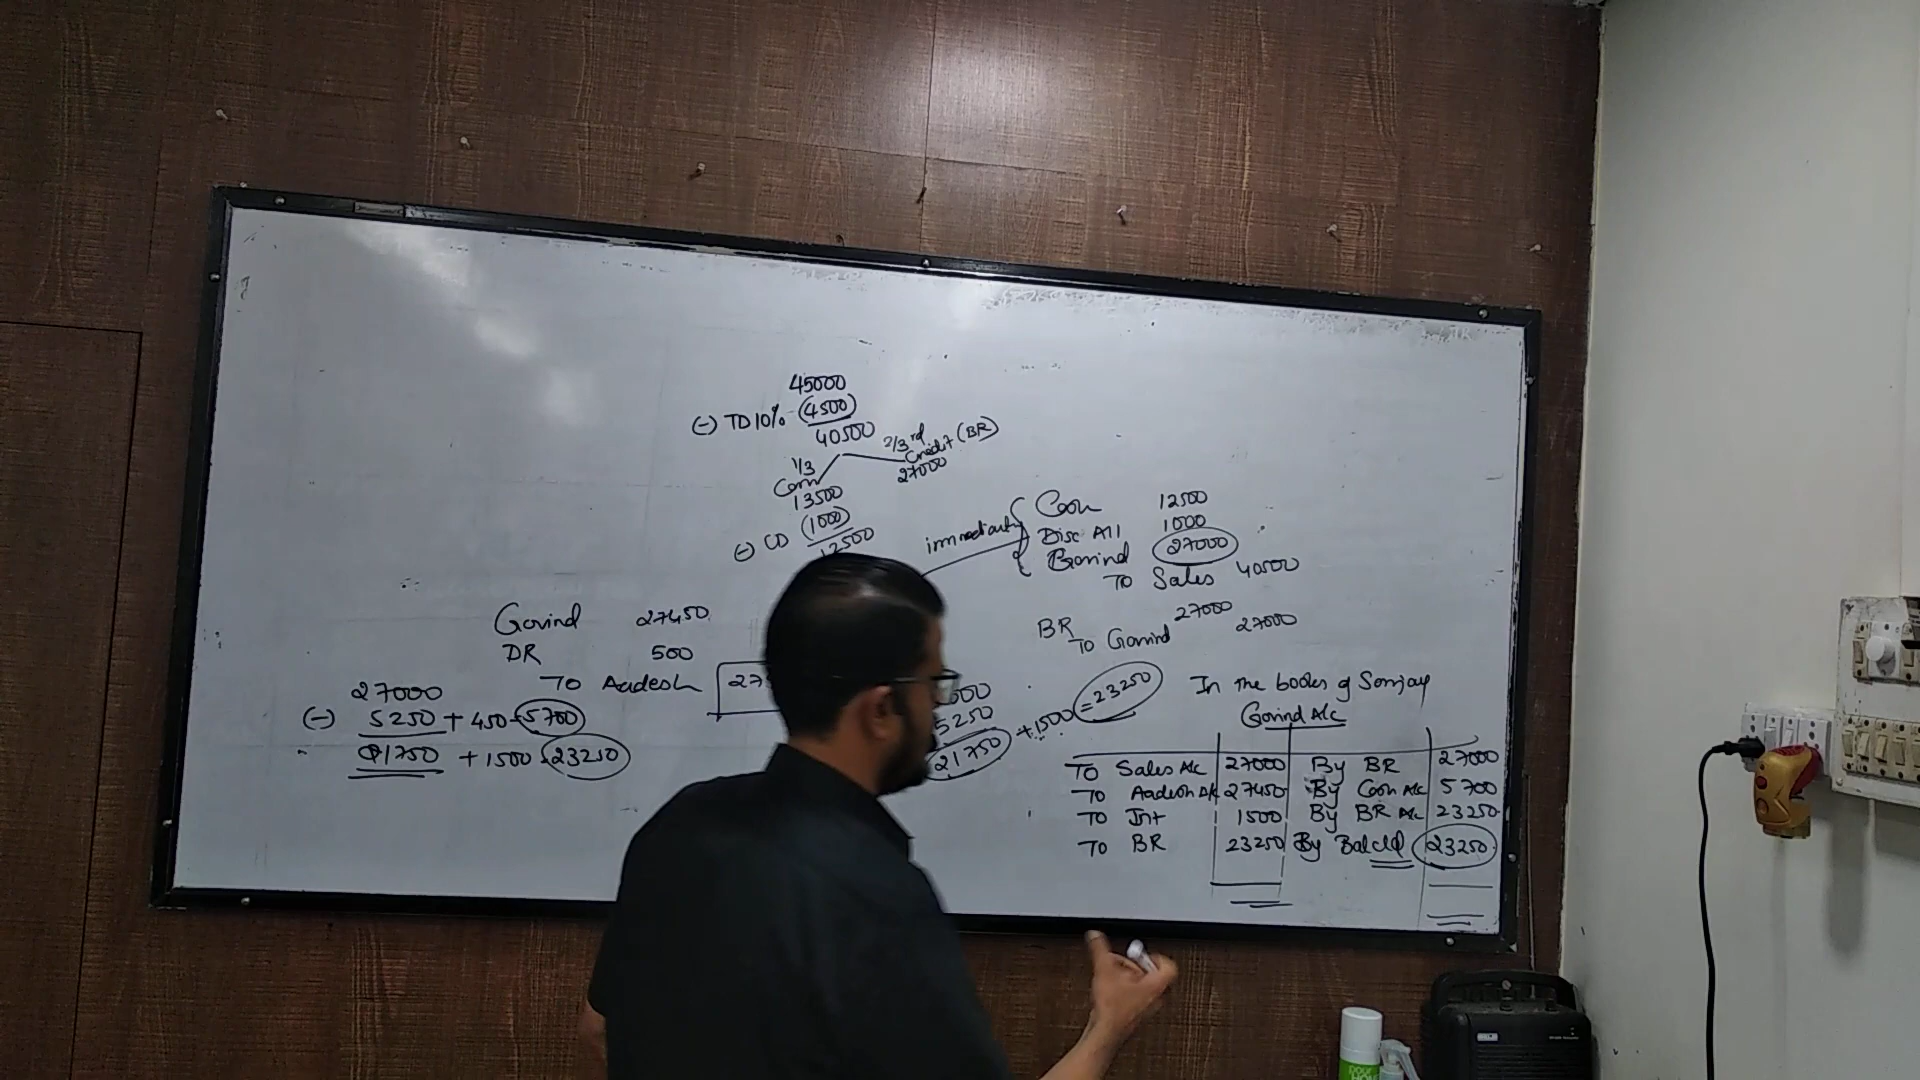 45000
(-) TD 10% (4500)
40500
1/3 2/3rd
Cash Credit (BR)
13500 27000
(-) CD (1000)
12500
immediately
Cash 12500
Disc All 1000
Govind 27000
To Sales 40500
BR 27000
To Govind 27000
Govind 27450
DR 500
To Aadesh 27
27000
(-) 5250 + 450 = 5700
21750 + 1500 = 23250
000
5250
21750 + 1500 = 23250
In the books of Sanjay
Govind A/c
To Sales A/c 27000 By BR 27000
To Aadesh A/c 27450 By Cash A/c 5700
To Int 1500 By BR A/c 23250
To BR 23250 By Bal c/d 23250